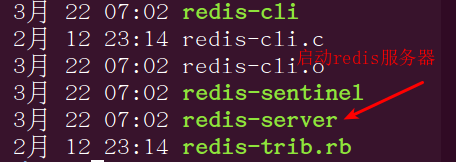 3月 22 07:02 redis-cli
2月 12 23:14 redis-cli.c
启动redis服务器
3月 22 07:02 redis-cli.o
3月 22 07:02 redis-sentinel
3月 22 07:02 redis-server
2月 12 23:14 redis-trib.rb